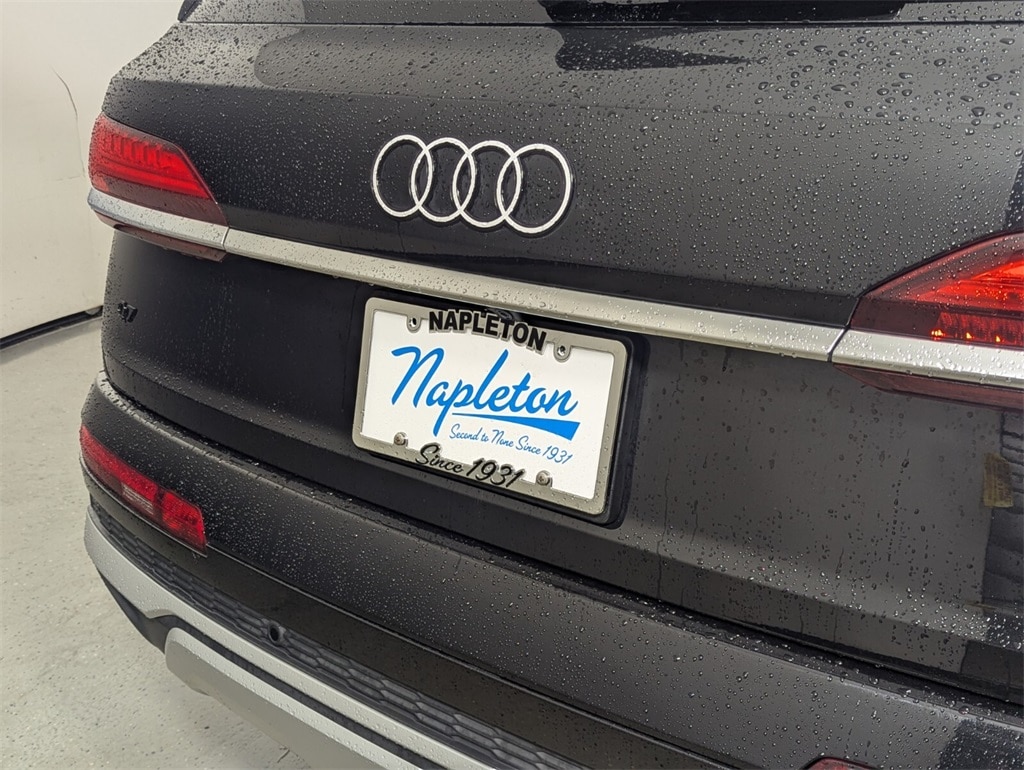 NAPLETON
Napleton
Second to None Since 1931
Since 1931